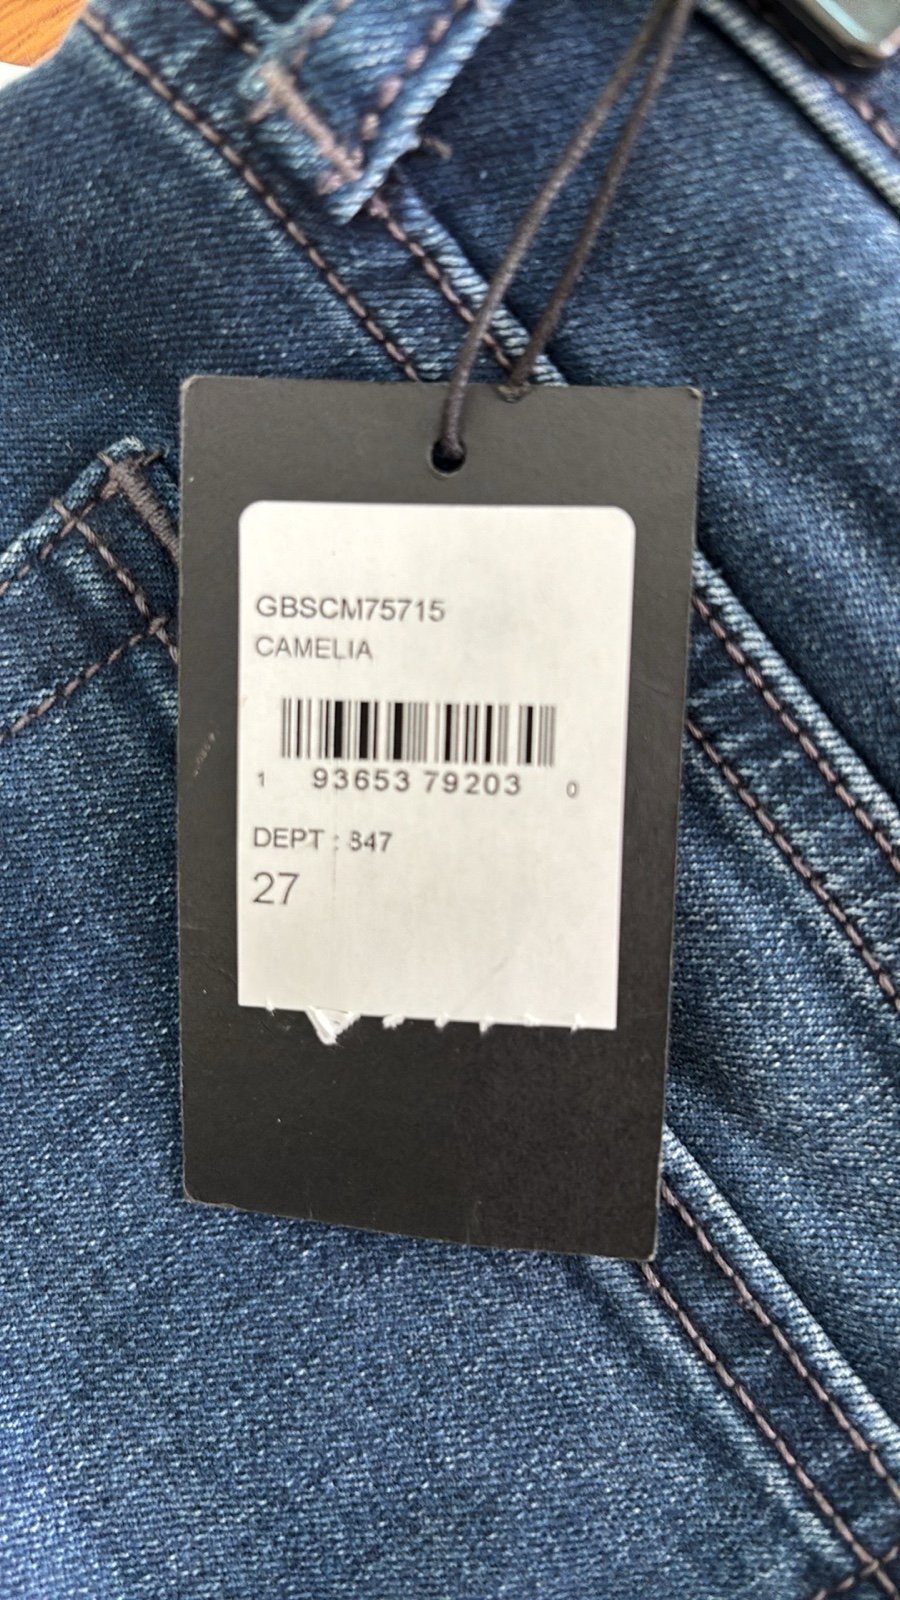 GBSCM75715
CAMELIA
1 93653 79203 0
DEPT : 847
27